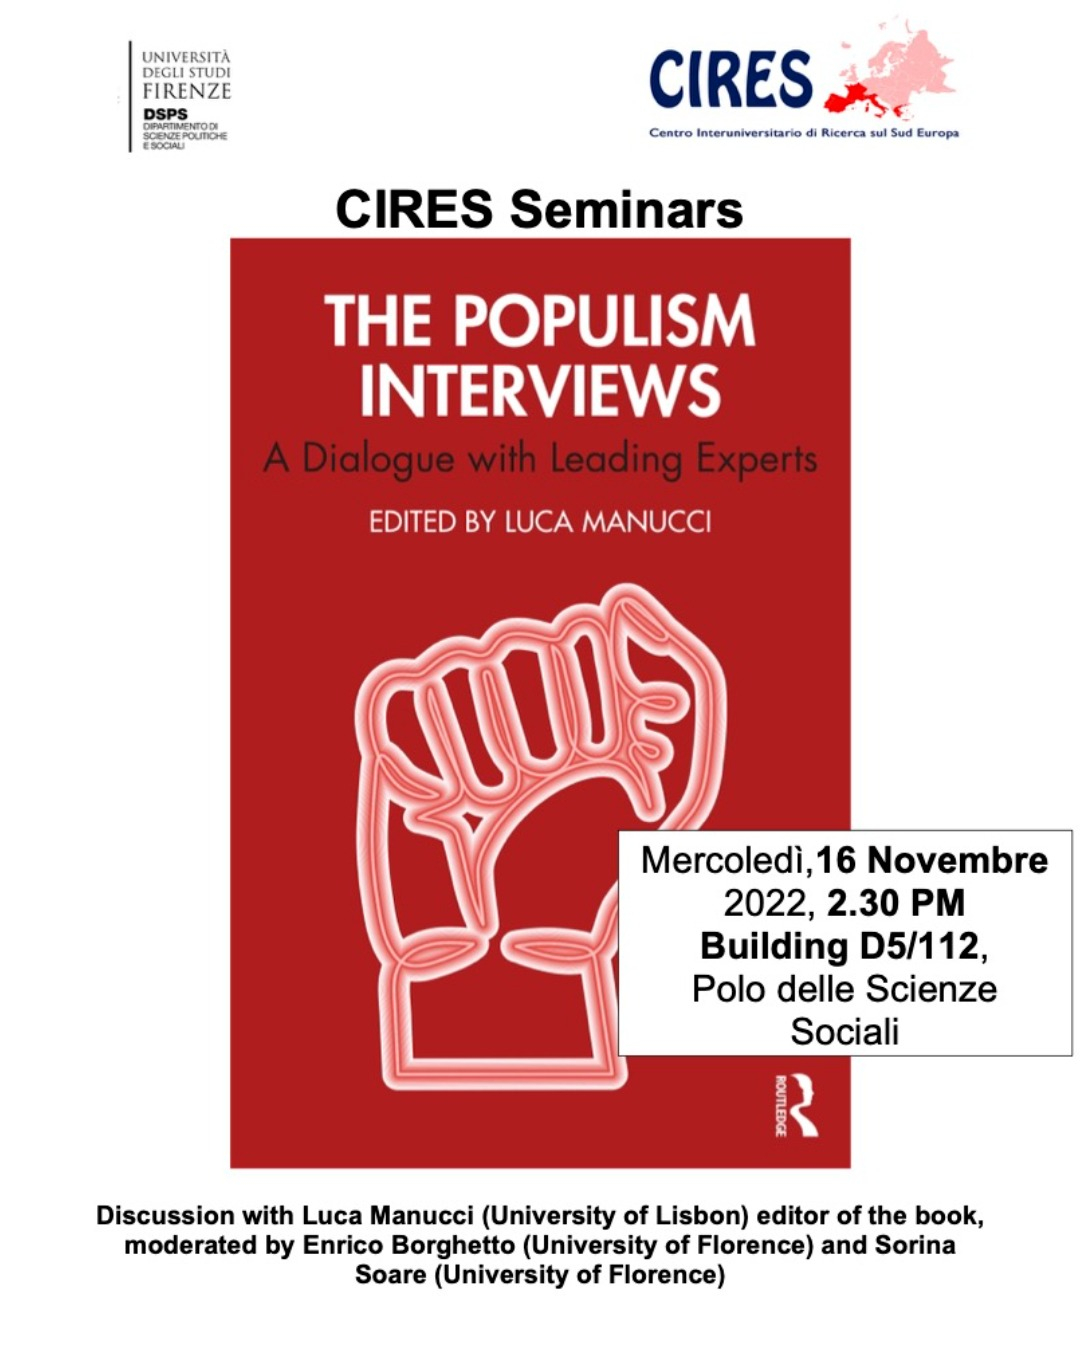 UNIVERSITÀ
DEGLI STUDI
FIRENZE
DSPS
DIPARTIMENTO DI
SCIENZE POLITICHE
E SOCIALI
CIRES
Centro Interuniversitario di Ricerca sul Sud Europa
CIRES Seminars
THE POPULISM
INTERVIEWS
A Dialogue with Leading Experts
EDITED BY LUCA MANUCCI
Mercoledì,16 Novembre
2022, 2.30 PM
Building D5/112,
Polo delle Scienze
Sociali
ROUTLEDGE
Discussion with Luca Manucci (University of Lisbon) editor of the book,
moderated by Enrico Borghetto (University of Florence) and Sorina
Soare (University of Florence)